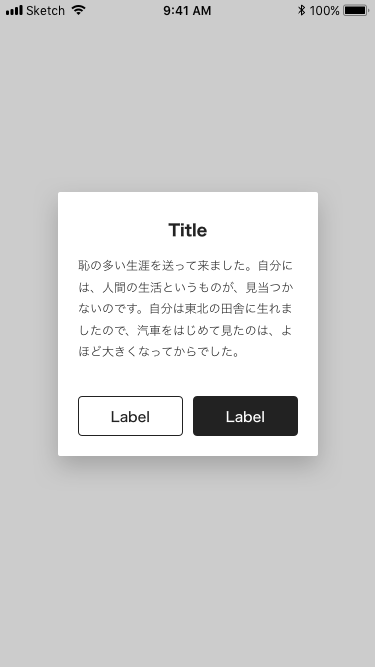 Sketch 9:41 AM 100%
Title
恥の多い生涯を送って来ました。自分に
は、人間の生活というものが、見当つか
ないのです。自分は東北の田舎に生れま
したので、汽車をはじめて見たのは、よ
ほど大きくなってからでした。
Label Label